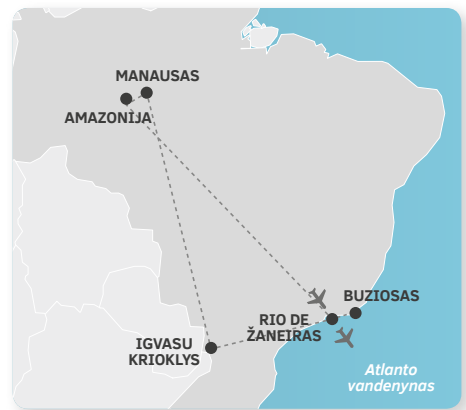 MANAUSAS
AMAZONĲA
BUZIOSAS
RIO DE
ŽANEIRAS
IGVASU
KRIOKLYS
Atlanto
vandenynas